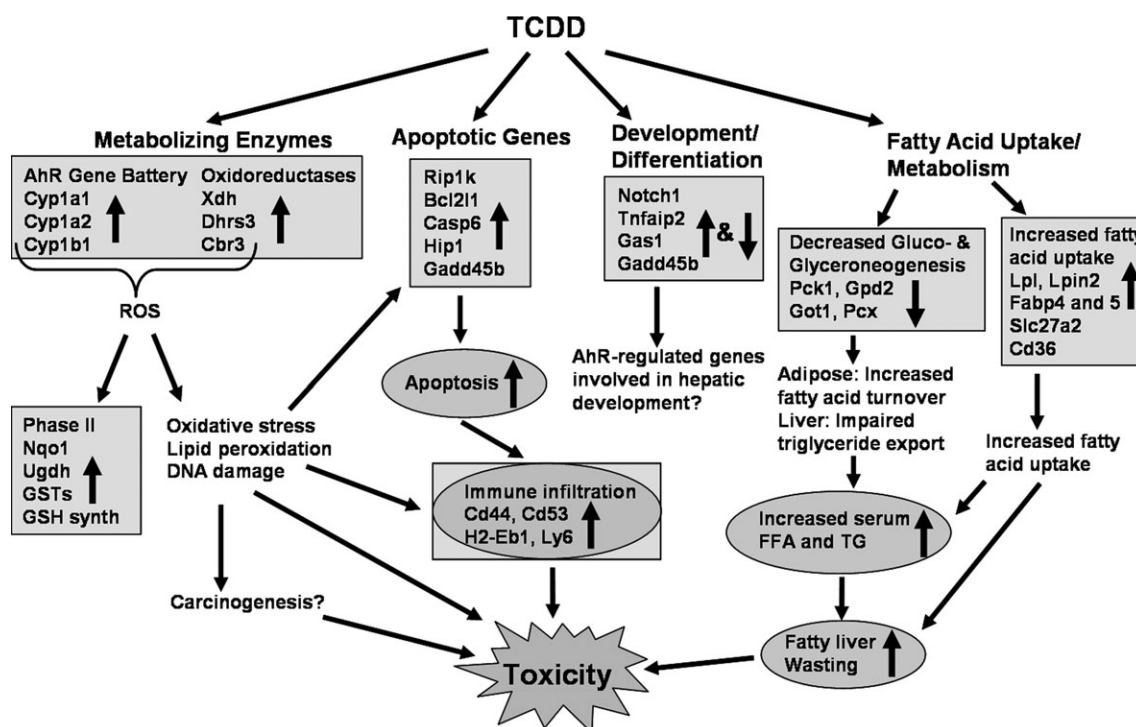 TCDD
Metabolizing Enzymes
AhR Gene Battery
Cyp1a1
Cyp1a2
Cyp1b1
Oxidoreductases
Xdh
Dhrs3
Cbr3
ROS
Phase II
Nqo1
Ugdh
GSTs
GSH synth
Oxidative stress
Lipid peroxidation
DNA damage
Carcinogenesis?
Apoptotic Genes
Rip1k
Bcl2l1
Casp6
Hip1
Gadd45b
Apoptosis
Immune infiltration
Cd44, Cd53
H2-Eb1, Ly6
Development/
Differentiation
Notch1
Tnfaip2
Gas1
Gadd45b
&
AhR-regulated genes
involved in hepatic
development?
Fatty Acid Uptake/
Metabolism
Decreased Gluco- &
Glyceroneogenesis
Pck1, Gpd2
Got1, Pcx
Adipose: Increased
fatty acid turnover
Liver: Impaired
triglyceride export
Increased fatty
acid uptake
Lpl, Lpin2
Fabp4 and 5
Slc27a2
Cd36
Increased fatty
acid uptake
Increased serum
FFA and TG
Fatty liver
Wasting
Toxicity